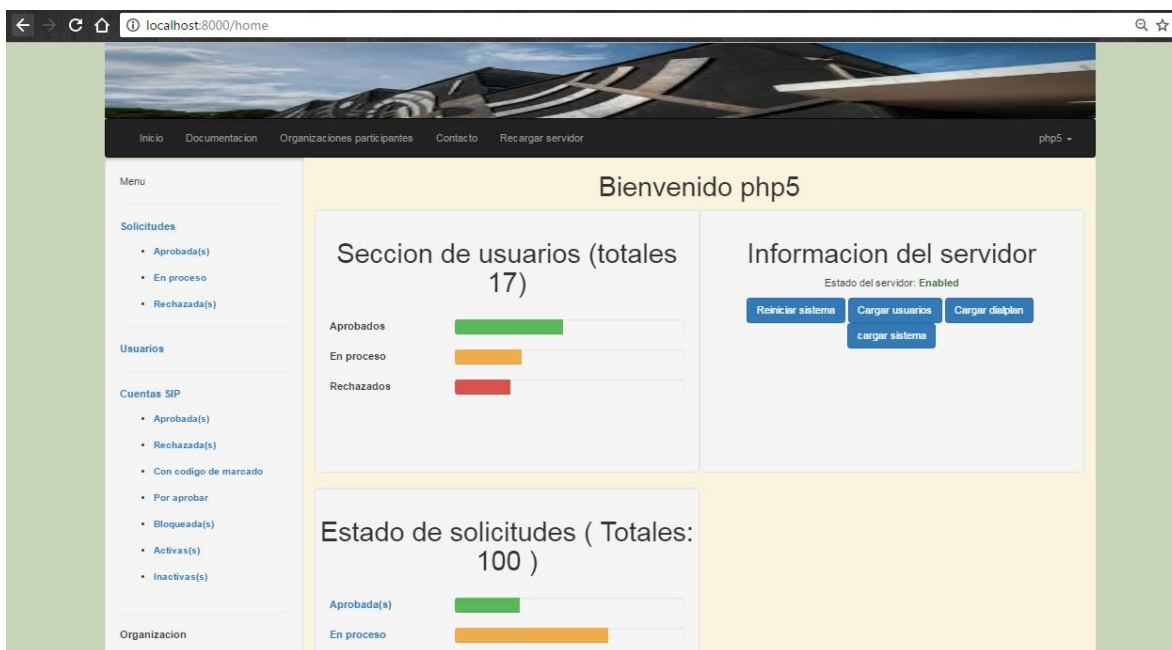 localhost:8000/home
Inicio Documentacion Organizaciones participantes Contacto Recargar servidor php5
Menu
Solicitudes
Aprobada(s)
En proceso
Rechazada(s)
Usuarios
Cuentas SIP
Aprobada(s)
Rechazada(s)
Con codigo de marcado
Por aprobar
Bloqueada(s)
Activas(s)
Inactivas(s)
Organizacion
Bienvenido php5
Seccion de usuarios (totales
17)
Aprobados
En proceso
Rechazados
Informacion del servidor
Estado del servidor: Enabled
Reiniciar sistema Cargar usuarios Cargar dialplan
cargar sistema
Estado de solicitudes ( Totales:
100 )
Aprobada(s)
En proceso